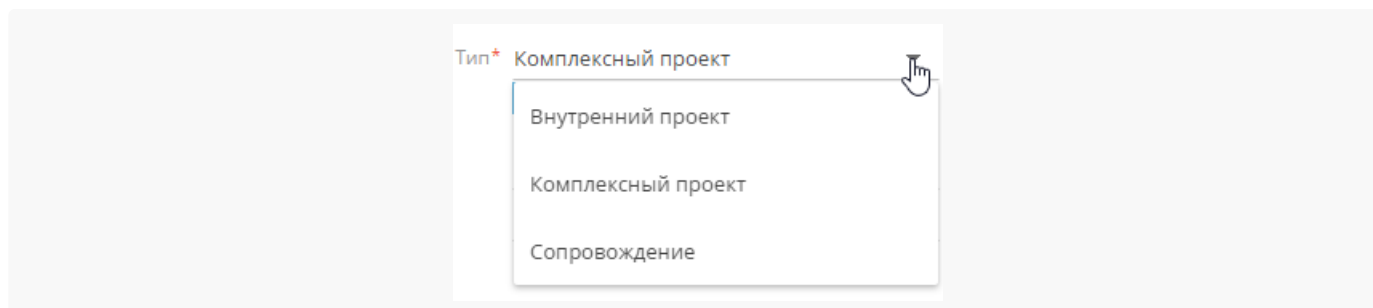 Тип* Комплексный проект
Внутренний проект
Комплексный проект
Сопровождение